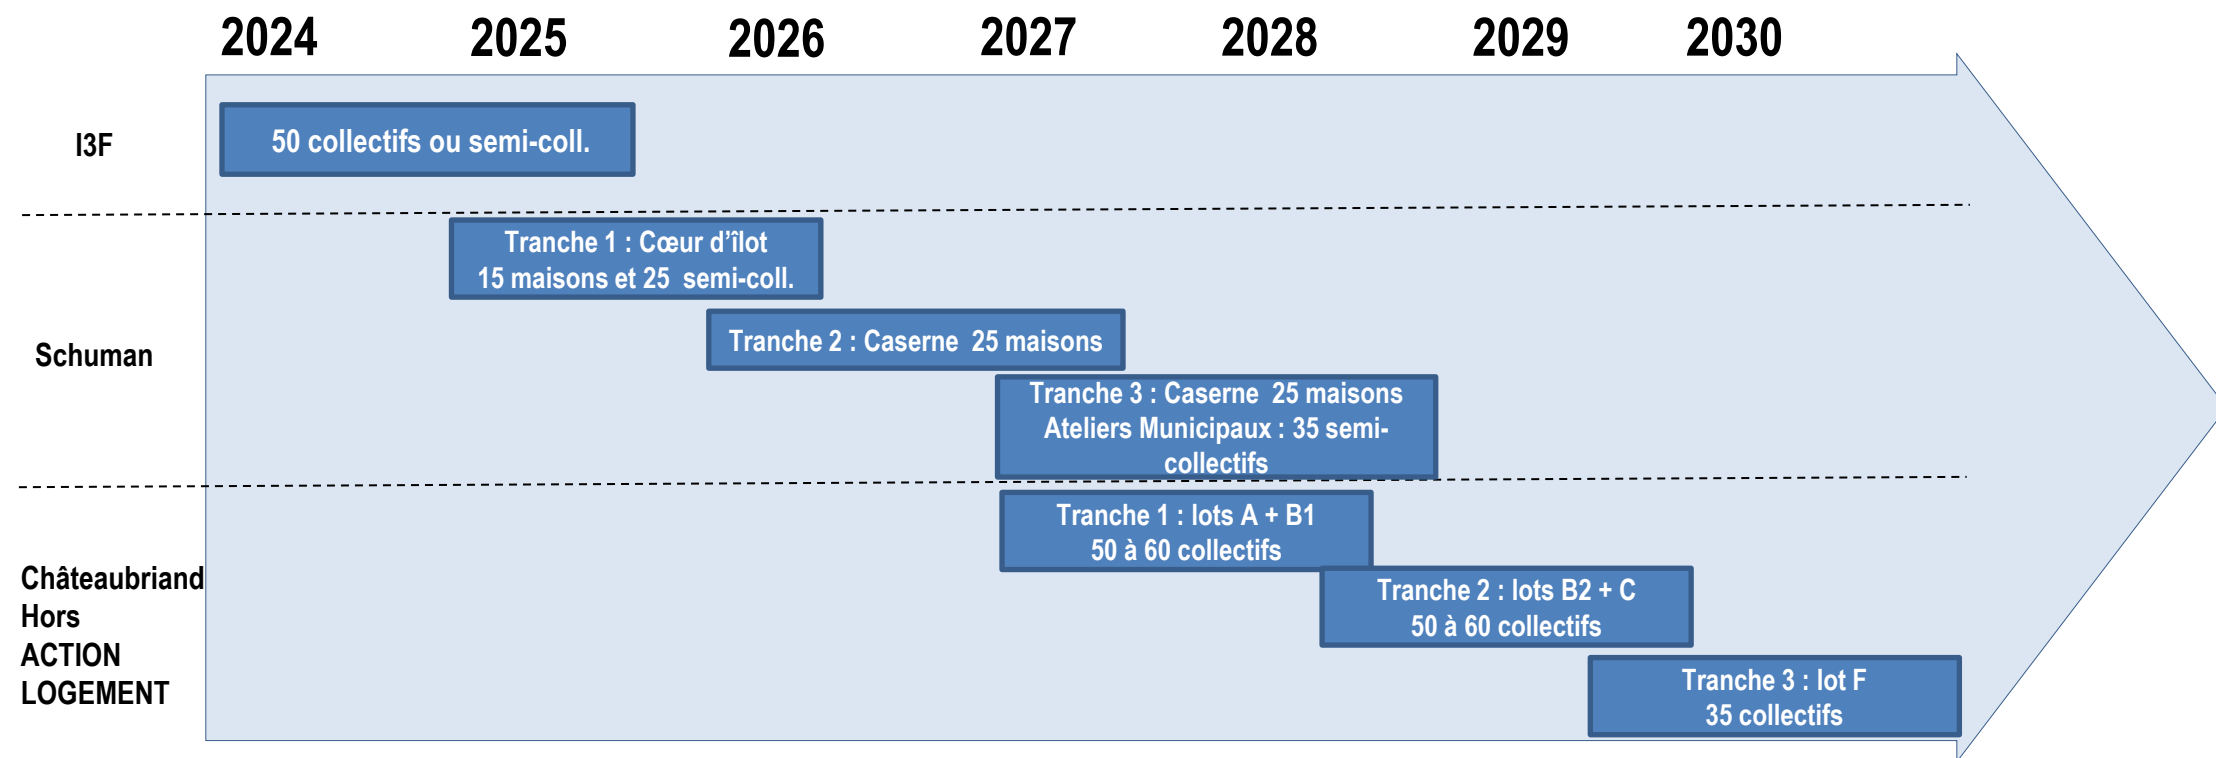 2024 2025 2026 2027 2028 2029 2030
I3F
50 collectifs ou semi-coll.
Schuman
Tranche 1 : Cœur d’îlot
15 maisons et 25 semi-coll.
Tranche 2 : Caserne 25 maisons
Tranche 3 : Caserne 25 maisons
Ateliers Municipaux : 35 semi-
collectifs
Châteaubriand
Hors
ACTION
LOGEMENT
Tranche 1 : lots A + B1
50 à 60 collectifs
Tranche 2 : lots B2 + C
50 à 60 collectifs
Tranche 3 : lot F
35 collectifs